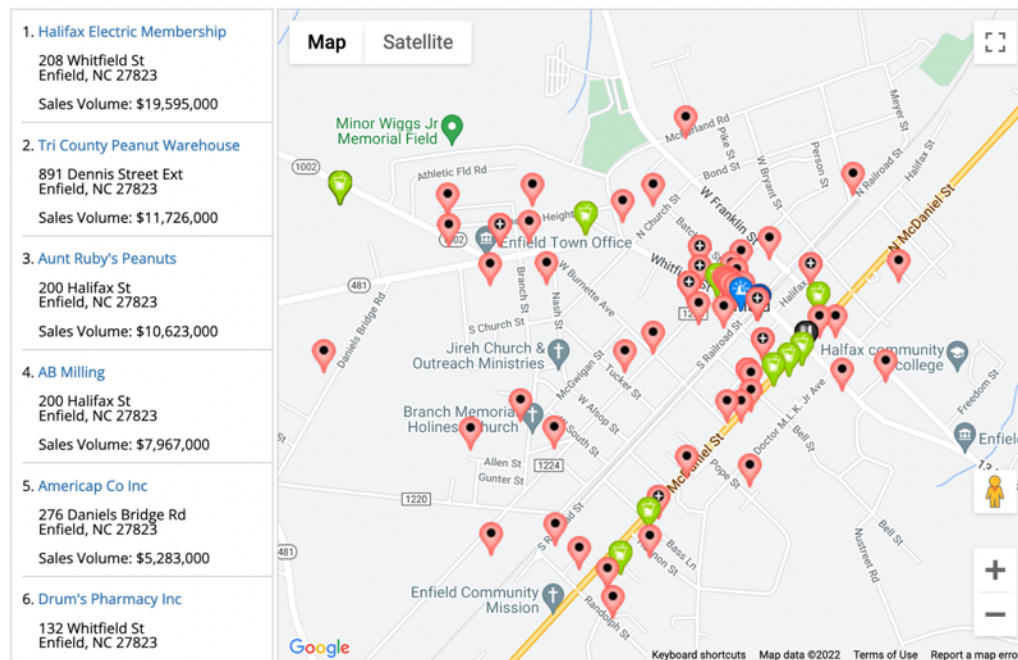 1. Halifax Electric Membership
208 Whitfield St
Enfield, NC 27823
Sales Volume: $19,595,000
2. Tri County Peanut Warehouse
891 Dennis Street Ext
Enfield, NC 27823
Sales Volume: $11,726,000
3. Aunt Ruby's Peanuts
200 Halifax St
Enfield, NC 27823
Sales Volume: $10,623,000
4. AB Milling
200 Halifax St
Enfield, NC 27823
Sales Volume: $7,967,000
5. Americap Co Inc
276 Daniels Bridge Rd
Enfield, NC 27823
Sales Volume: $5,283,000
6. Drum's Pharmacy Inc
132 Whitfield St
Enfield, NC 27823
Map
Satellite
Minor Wiggs Jr
Memorial Field
1002
Athletic Fld Rd
Pike St
Bond St
W Bryant St
Person St
Meyer St
N Railroad St
Halifax St
N McDaniel St
W Franklin St
N Church St
Enfield Town Office
Whitfield St
481
Daniels Bridge Rd
Branch St
Nash St
W Burnette Ave
S Church St
S Railroad St
Halifax
Jireh Church &
Outreach Ministries
McGwigan St
Tucker St
W Alsop St
W South St
Halfax community
college
Freedom St
Doctor M.L.K. Jr Ave
Bell St
Branch Memorial
Allen St
Gunter St
1224
1220
McDaniel St
Pope St
Bell St
Nustreet Rd
Bass Ln
481
Enfield Community
Mission
Randolph St
Google
Keyboard shortcuts
Map data ©2022
Terms of Use
Report a map erro